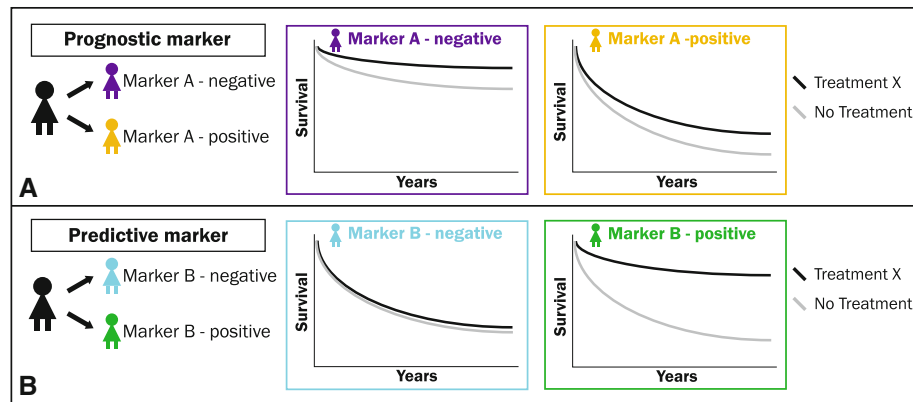 Prognostic marker
Marker A - negative
Marker A - positive
A
Marker A - negative
Survival
Years
Marker A -positive
Survival
Years
Treatment X
No Treatment
Predictive marker
Marker B - negative
Marker B - positive
B
Marker B - negative
Survival
Years
Marker B - positive
Survival
Years
Treatment X
No Treatment